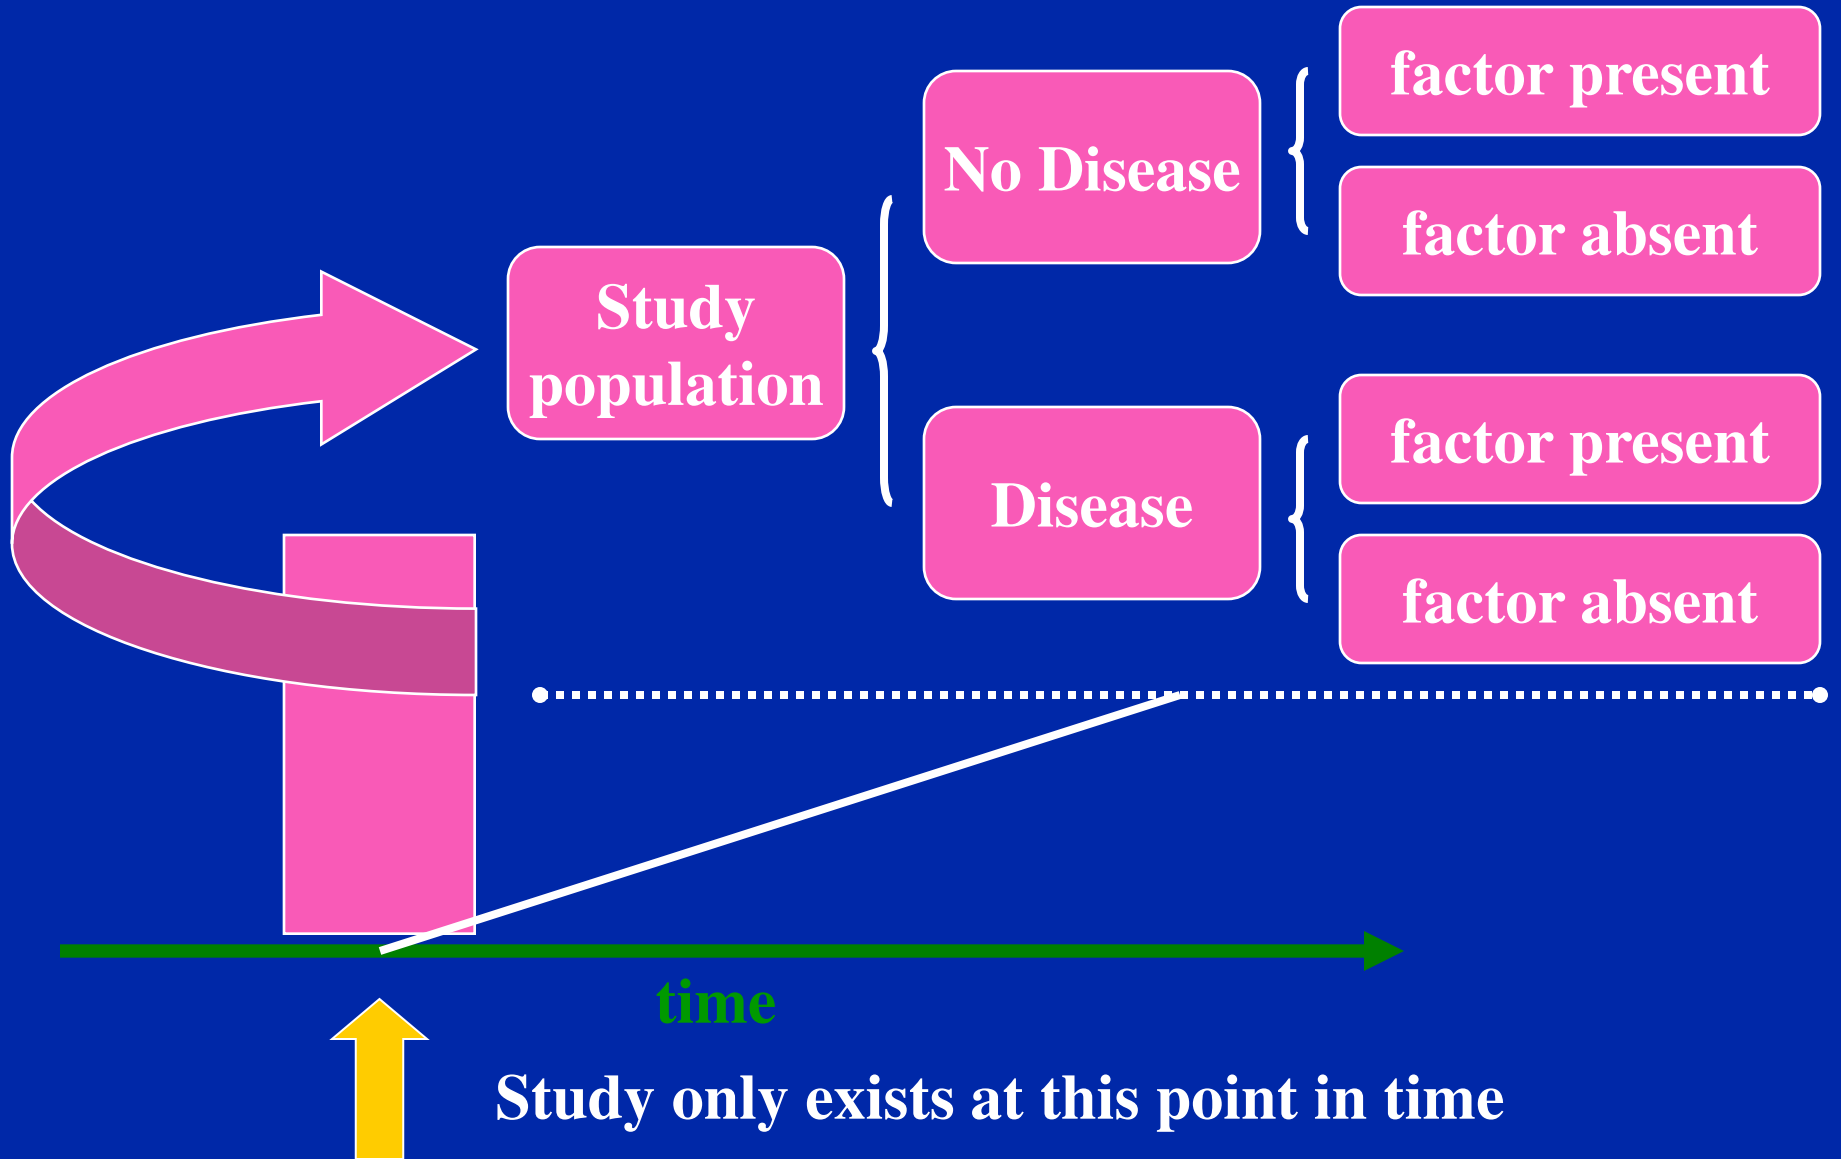 factor present
No Disease
factor absent
Study
population
factor present
Disease
factor absent
time
Study only exists at this point in time